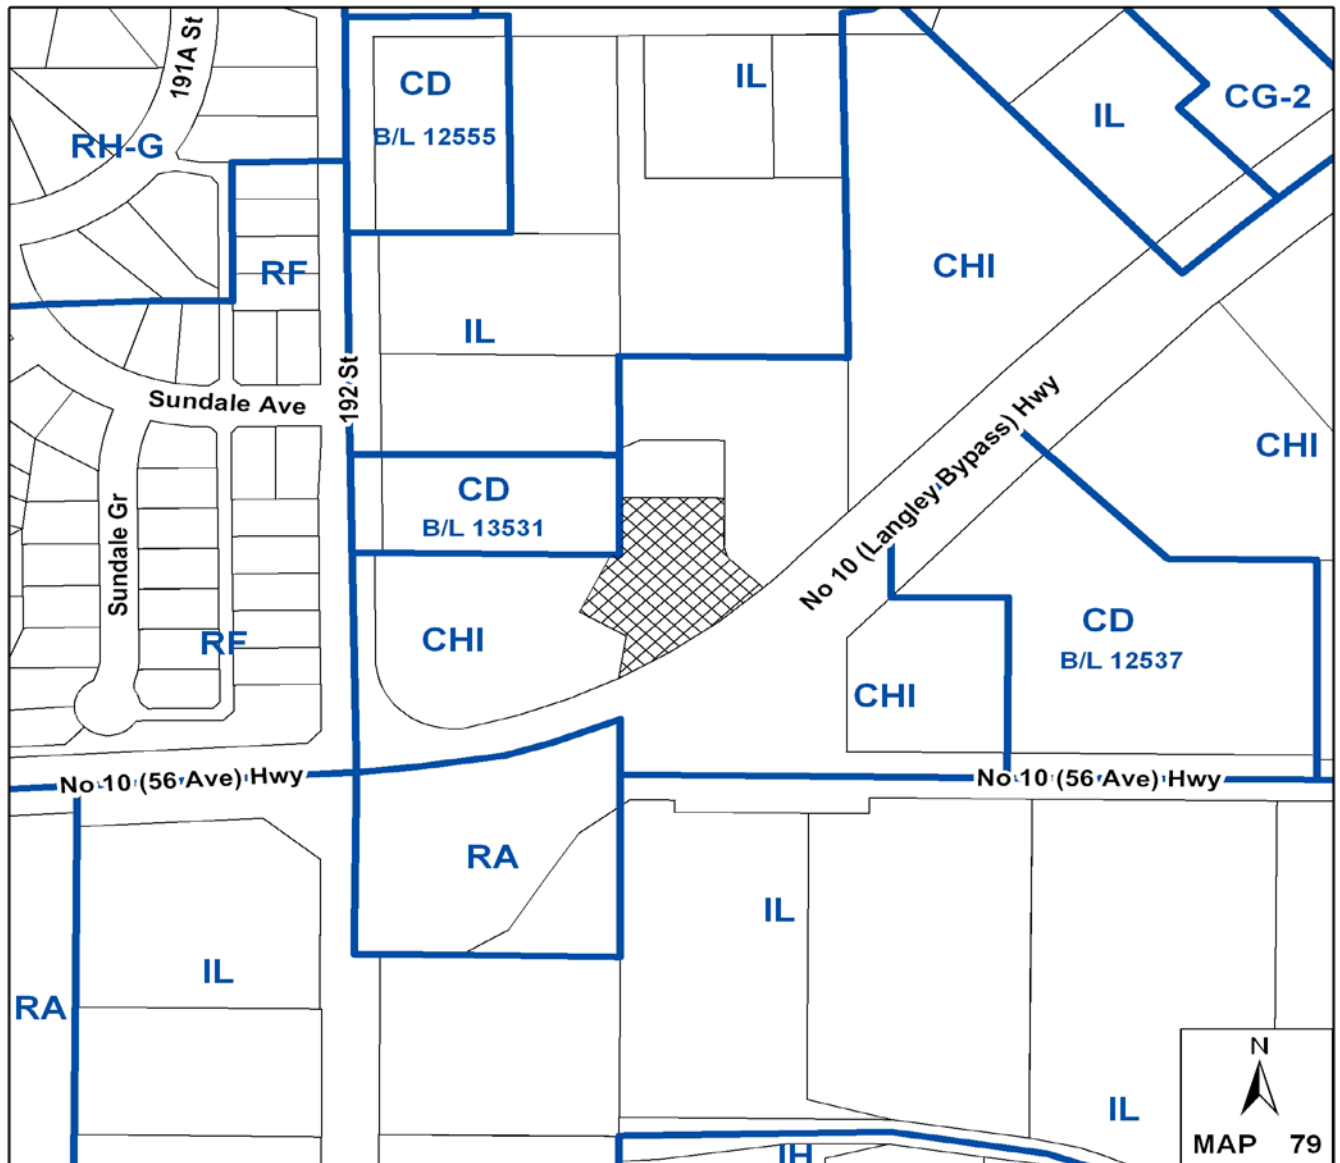 191A St
CD
B/L 12555
IL
IL
CG-2
RH-G
RF
CHI
IL
192 St
Sundale Ave
No 10 (Langley Bypass) Hwy
CHI
CD
B/L 13531
Sundale Gr
RF
CHI
CD
B/L 12537
CHI
No 10 (56 Ave) Hwy
No 10 (56 Ave) Hwy
RA
IL
IL
RA
IL
IH
N
MAP 79